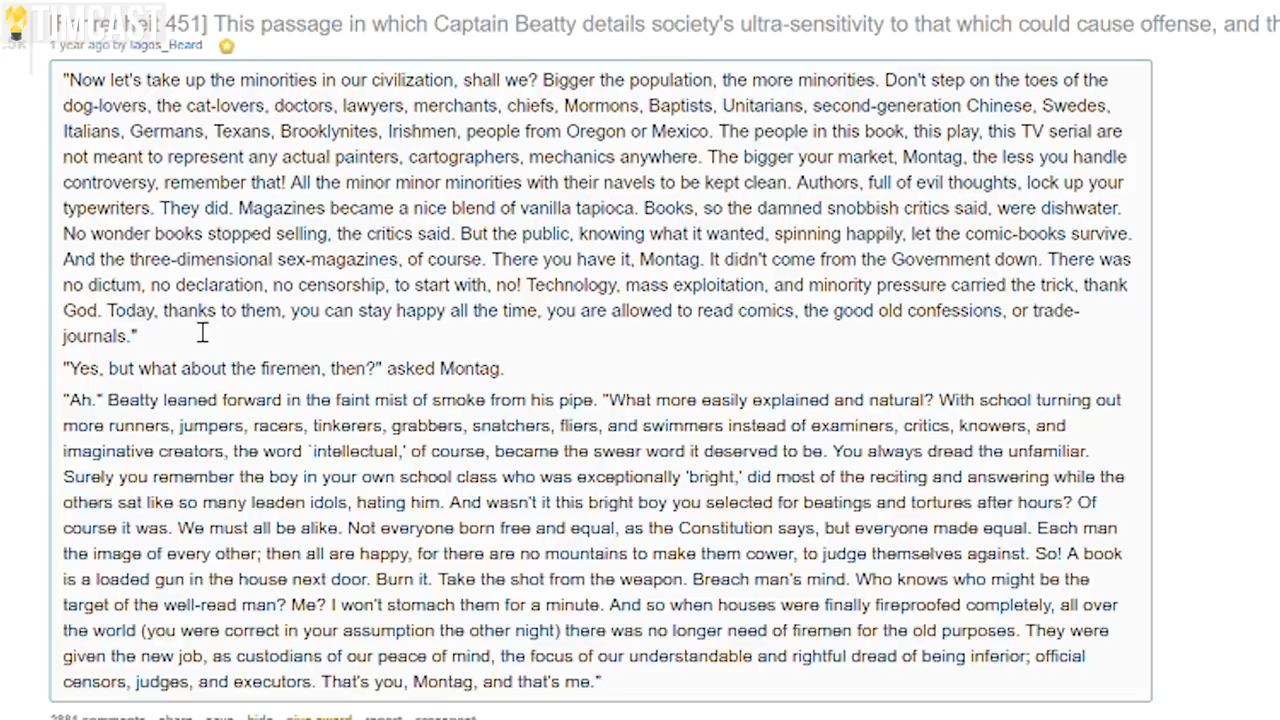 TIMCAST
451] This passage in which Captain Beatty details society's ultra-sensitivity to that which could cause offense, and th
1 year ago by lagos_Beard
"Now let's take up the minorities in our civilization, shall we? Bigger the population, the more minorities. Don't step on the toes of the
dog-lovers, the cat-lovers, doctors, lawyers, merchants, chiefs, Mormons, Baptists, Unitarians, second-generation Chinese, Swedes,
Italians, Germans, Texans, Brooklynites, Irishmen, people from Oregon or Mexico. The people in this book, this play, this TV serial are
not meant to represent any actual painters, cartographers, mechanics anywhere. The bigger your market, Montag, the less you handle
controversy, remember that! All the minor minor minorities with their navels to be kept clean. Authors, full of evil thoughts, lock up your
typewriters. They did. Magazines became a nice blend of vanilla tapioca. Books, so the damned snobbish critics said, were dishwater.
No wonder books stopped selling, the critics said. But the public, knowing what it wanted, spinning happily, let the comic-books survive.
And the three-dimensional sex-magazines, of course. There you have it, Montag. It didn't come from the Government down. There was
no dictum, no declaration, no censorship, to start with, no! Technology, mass exploitation, and minority pressure carried the trick, thank
God. Today, thanks to them, you can stay happy all the time, you are allowed to read comics, the good old confessions, or trade-
journals."
"Yes, but what about the firemen, then?" asked Montag.
"Ah." Beatty leaned forward in the faint mist of smoke from his pipe. "What more easily explained and natural? With school turning out
more runners, jumpers, racers, tinkerers, grabbers, snatchers, fliers, and swimmers instead of examiners, critics, knowers, and
imaginative creators, the word `intellectual,' of course, became the swear word it deserved to be. You always dread the unfamiliar.
Surely you remember the boy in your own school class who was exceptionally 'bright,' did most of the reciting and answering while the
others sat like so many leaden idols, hating him. And wasn't it this bright boy you selected for beatings and tortures after hours? Of
course it was. We must all be alike. Not everyone born free and equal, as the Constitution says, but everyone made equal. Each man
the image of every other; then all are happy, for there are no mountains to make them cower, to judge themselves against. So! A book
is a loaded gun in the house next door. Burn it. Take the shot from the weapon. Breach man's mind. Who knows who might be the
target of the well-read man? Me? I won't stomach them for a minute. And so when houses were finally fireproofed completely, all over
the world (you were correct in your assumption the other night) there was no longer need of firemen for the old purposes. They were
given the new job, as custodians of our peace of mind, the focus of our understandable and rightful dread of being inferior; official
censors, judges, and executors. That's you, Montag, and that's me."
comments share save hide give award report crosspost